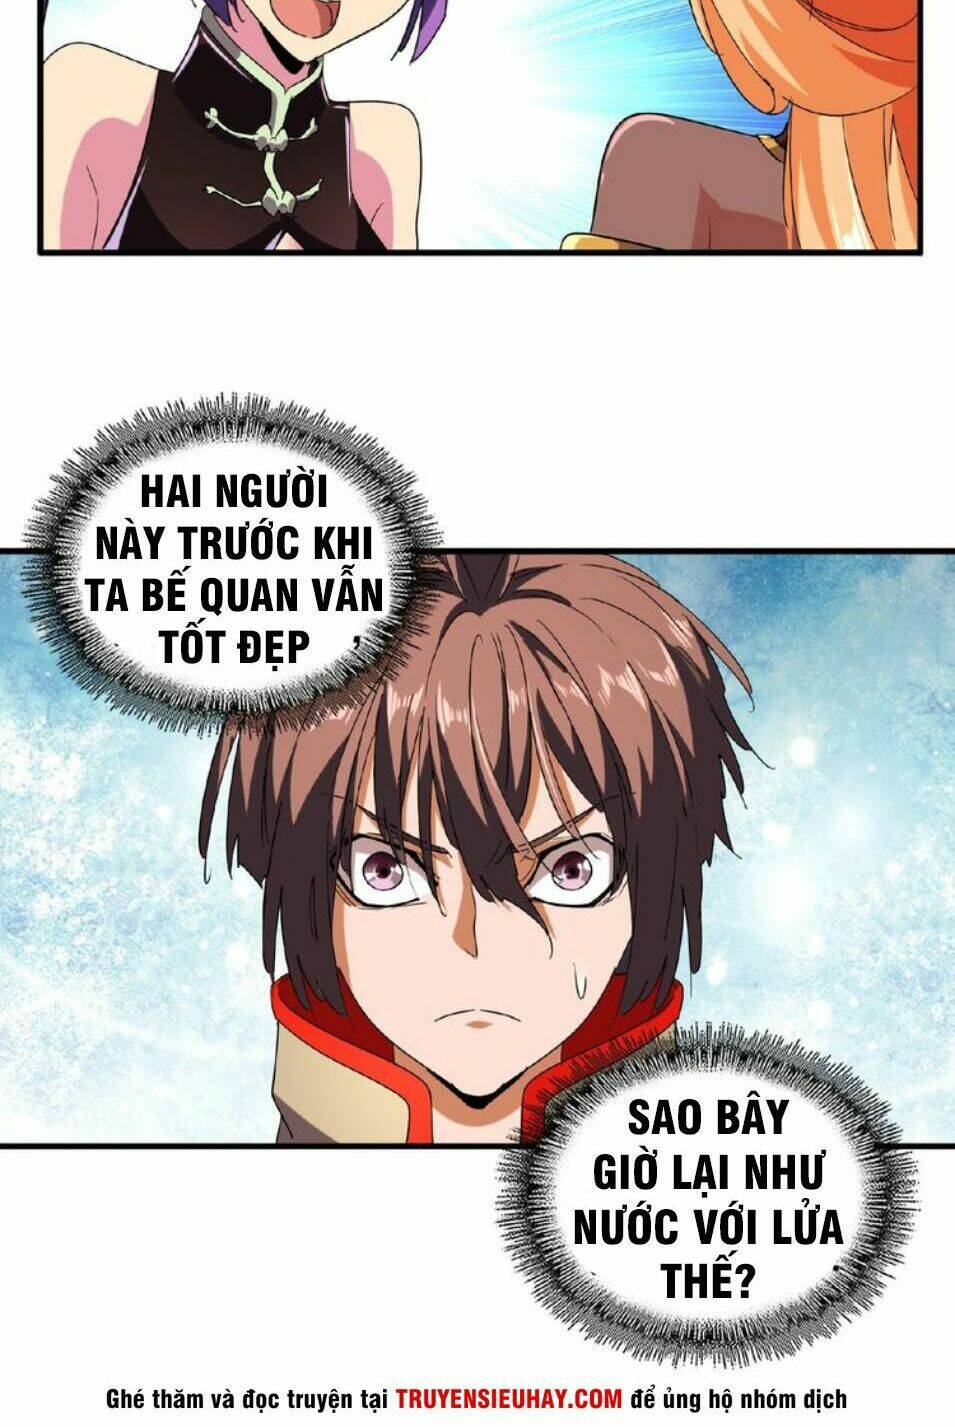 HAI NGƯỜI
NÀY TRƯỚC KHI
TA BẾ QUAN VẪN
TỐT ĐẸP ,
SAO BÂY
GIỜ LẠI NHƯ
NƯỚC VỚI LỬA
THẾ?
Ghé thăm và đọc truyện tại TRUYENSIEUHAY.COM để ủng hộ nhóm dịch